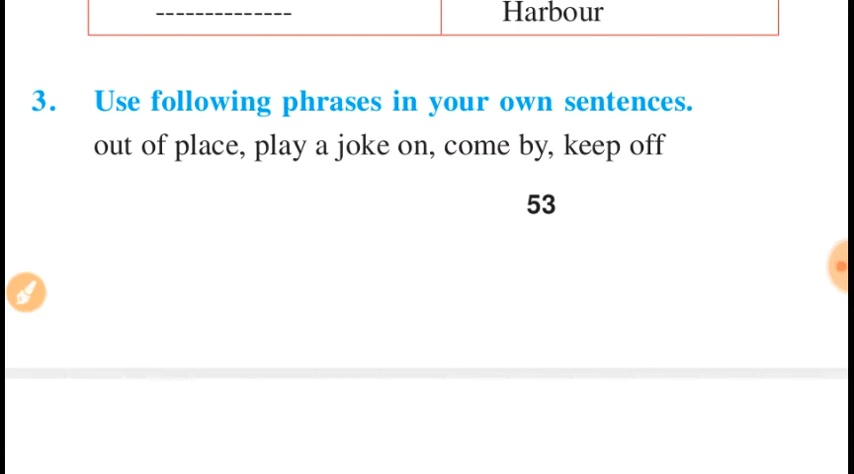 --------------
Harbour
3. Use following phrases in your own sentences.
out of place, play a joke on, come by, keep off
53